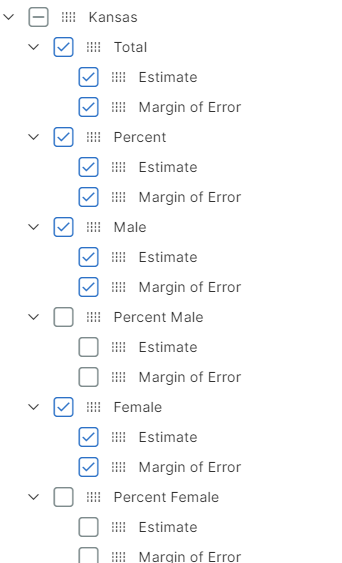 Kansas
Total
Estimate
Margin of Error
Percent
Estimate
Margin of Error
Male
Estimate
Margin of Error
Percent Male
Estimate
Margin of Error
Female
Estimate
Margin of Error
Percent Female
Estimate
Margin of Error